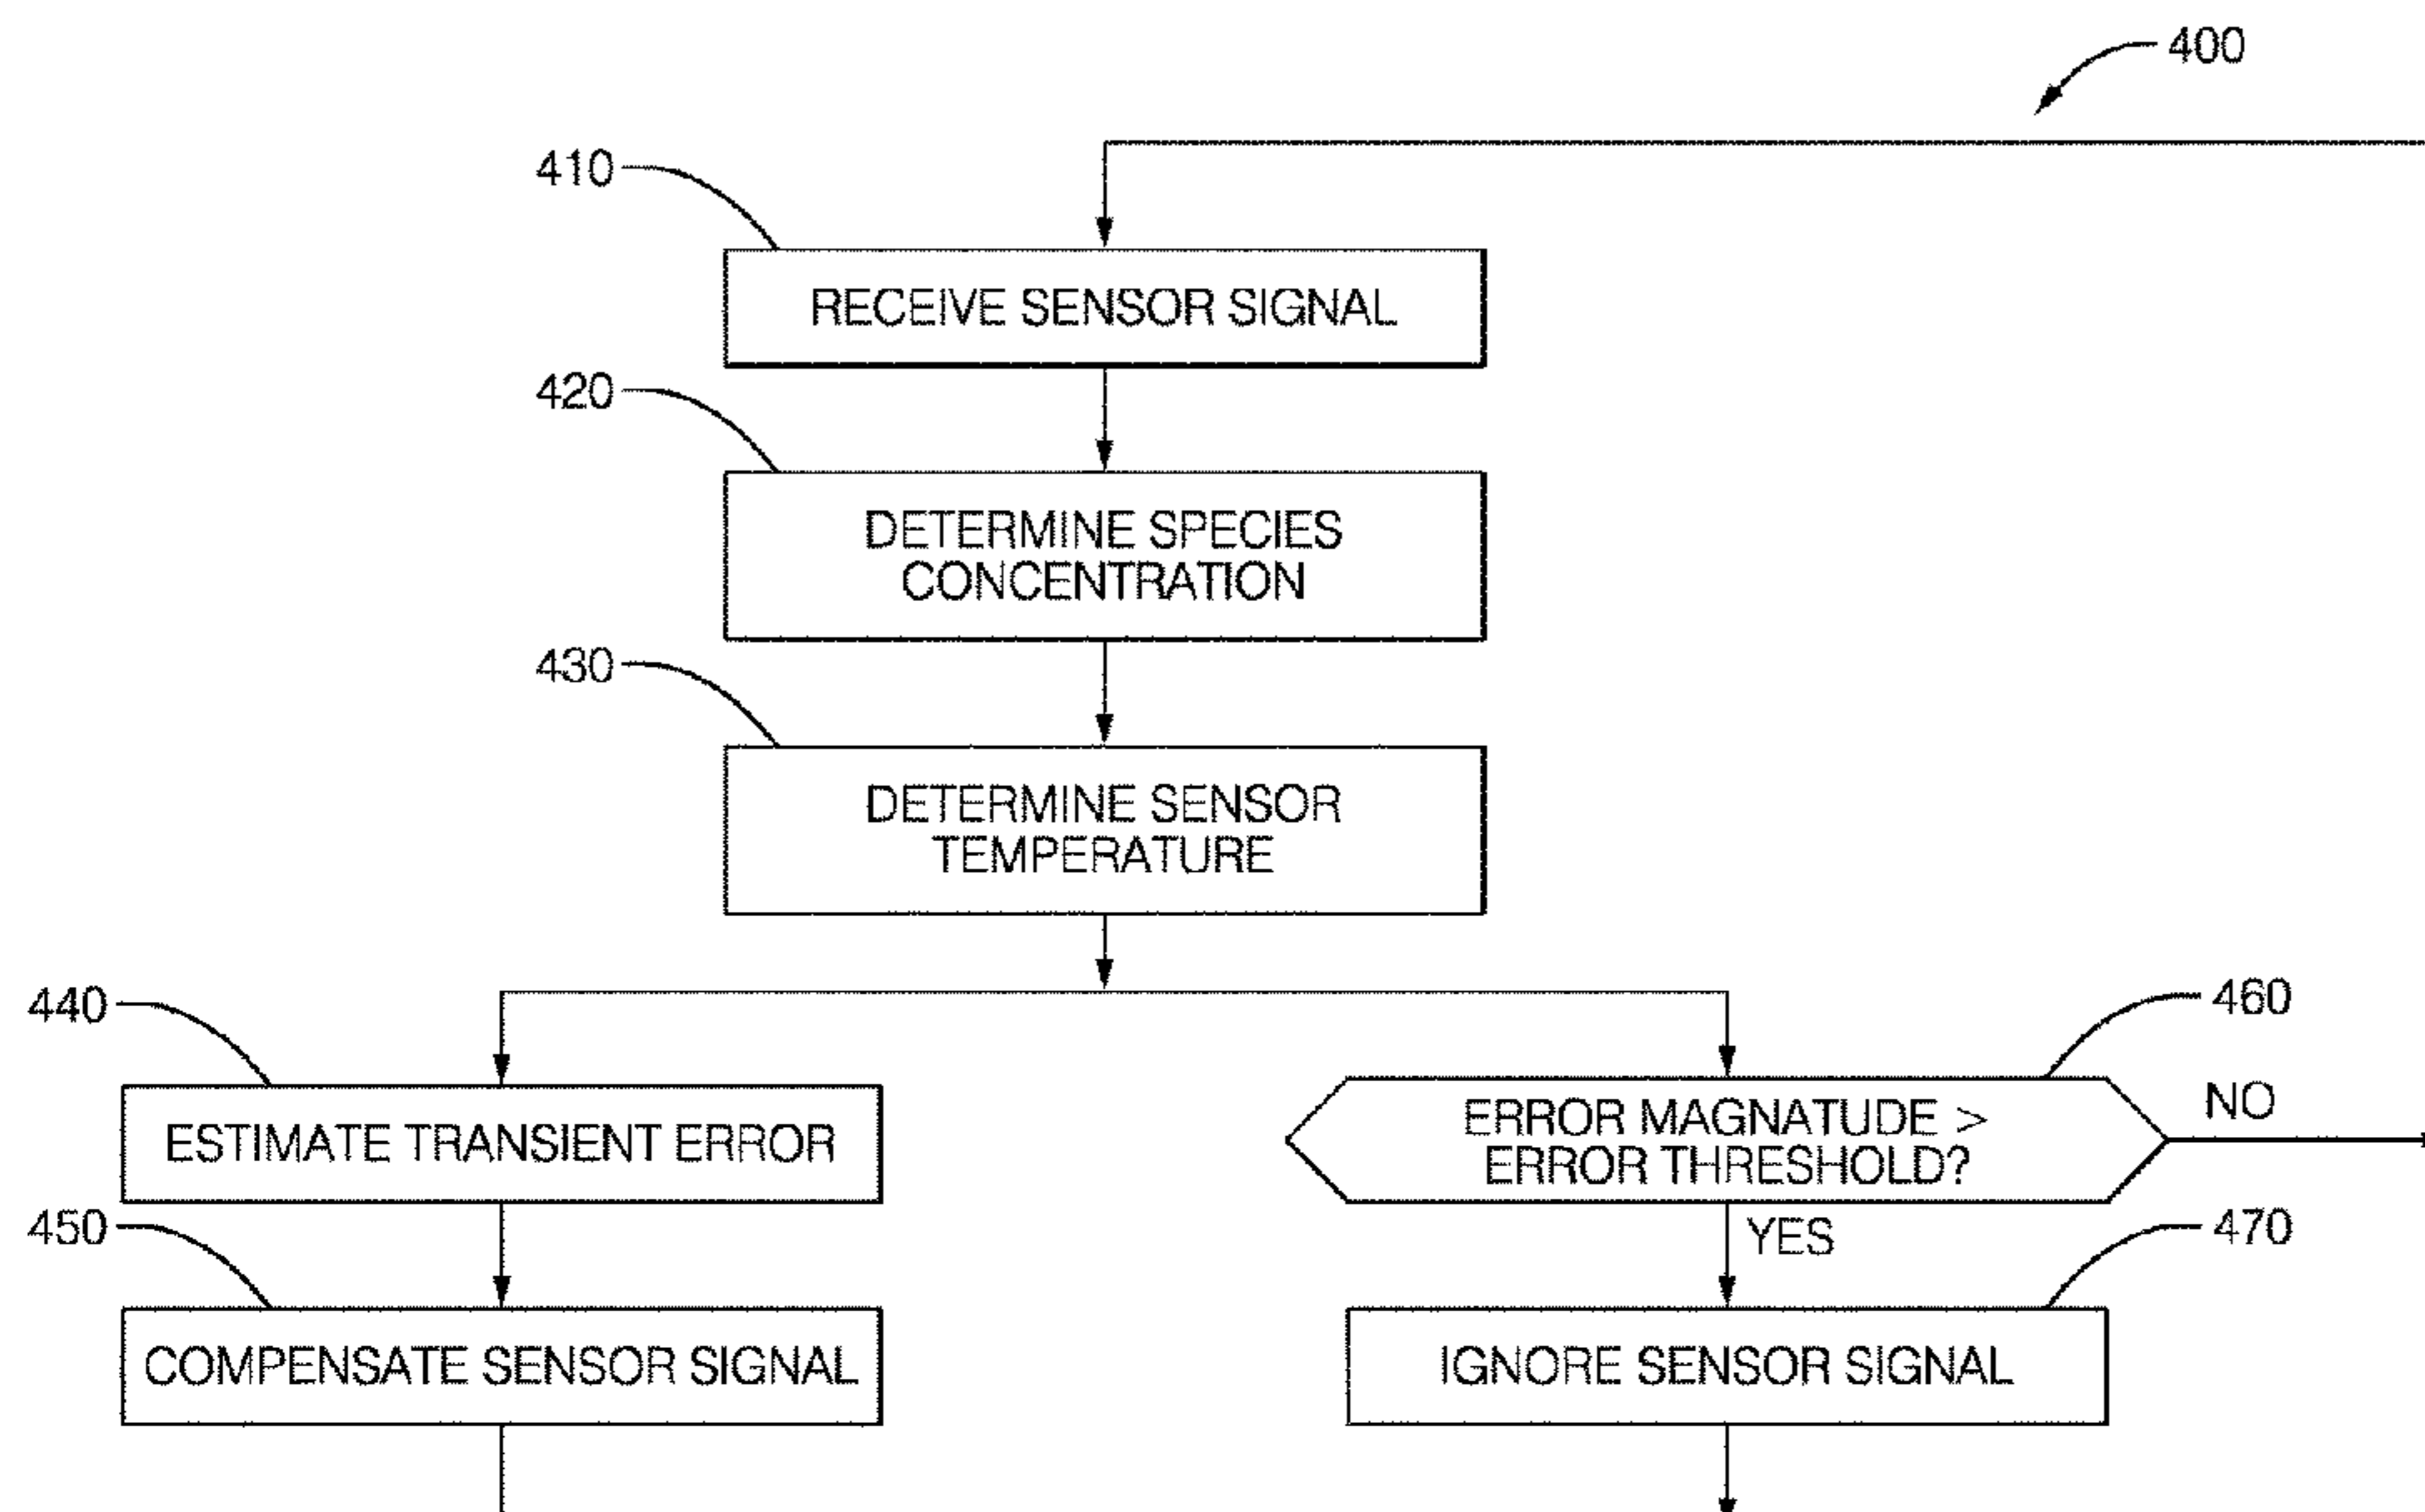 400
410
RECEIVE SENSOR SIGNAL
420
DETERMINE SPECIES
CONCENTRATION
430
DETERMINE SENSOR
TEMPERATURE
440
460
ESTIMATE TRANSIENT ERROR
ERROR MAGNATUDE >
ERROR THRESHOLD?
NO
450
YES
470
COMPENSATE SENSOR SIGNAL
IGNORE SENSOR SIGNAL